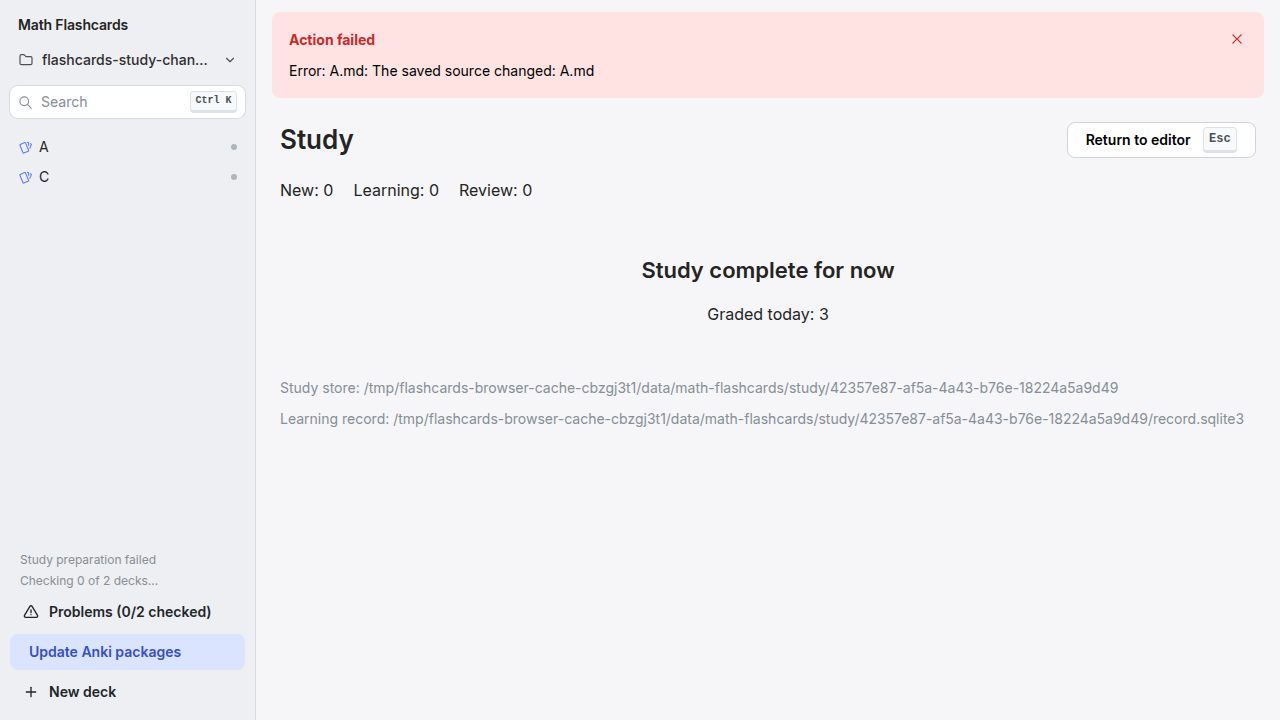 Math Flashcards
flashcards-study-chan...
Search
Ctrl K
A
C
Study preparation failed
Checking 0 of 2 decks...
Problems (0/2 checked)
Update Anki packages
New deck
Action failed
Error: A.md: The saved source changed: A.md
Study
Return to editor Esc
New: 0 Learning: 0 Review: 0
Study complete for now
Graded today: 3
Study store: /tmp/flashcards-browser-cache-cbzgj3t1/data/math-flashcards/study/42357e87-af5a-4a43-b76e-18224a5a9d49
Learning record: /tmp/flashcards-browser-cache-cbzgj3t1/data/math-flashcards/study/42357e87-af5a-4a43-b76e-18224a5a9d49/record.sqlite3